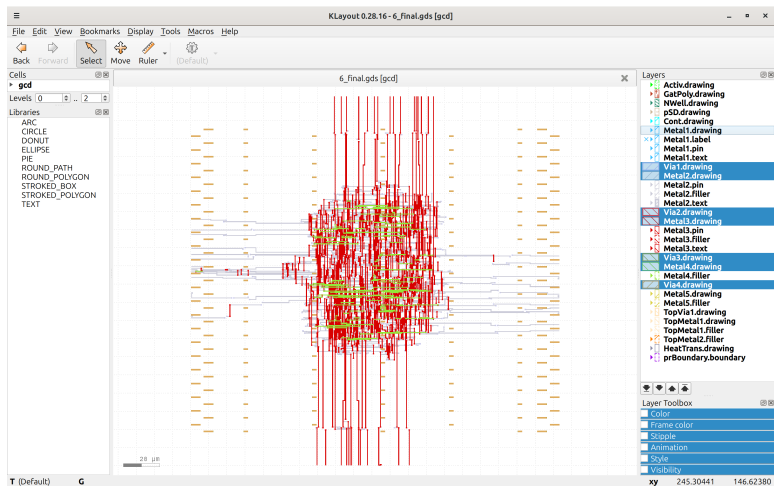 KLayout 0.28.16 - 6_final.gds [gcd]
File Edit View Bookmarks Display Tools Macros Help
Back Forward Select Move Ruler (Default)
Cells
gcd
Levels 0 .. 2
Libraries
ARC
CIRCLE
DONUT
ELLIPSE
PIE
ROUND_PATH
ROUND_POLYGON
STROKED_BOX
STROKED_POLYGON
TEXT
6_final.gds [gcd]
20 µm
Layers
Activ.drawing
GatPoly.drawing
NWell.drawing
pSD.drawing
Cont.drawing
Metal1.drawing
Metal1.label
Metal1.pin
Metal1.text
Via1.drawing
Metal2.drawing
Metal2.pin
Metal2.filler
Metal2.text
Via2.drawing
Metal3.drawing
Metal3.pin
Metal3.filler
Metal3.text
Via3.drawing
Metal4.drawing
Metal4.filler
Via4.drawing
Metal5.drawing
Metal5.filler
TopVia1.drawing
TopMetal1.drawing
TopMetal1.filler
TopMetal2.filler
HeatTrans.drawing
prBoundary.boundary
Layer Toolbox
Color
Frame color
Stipple
Animation
Style
Visibility
T (Default) G xy 245.30441 146.62380